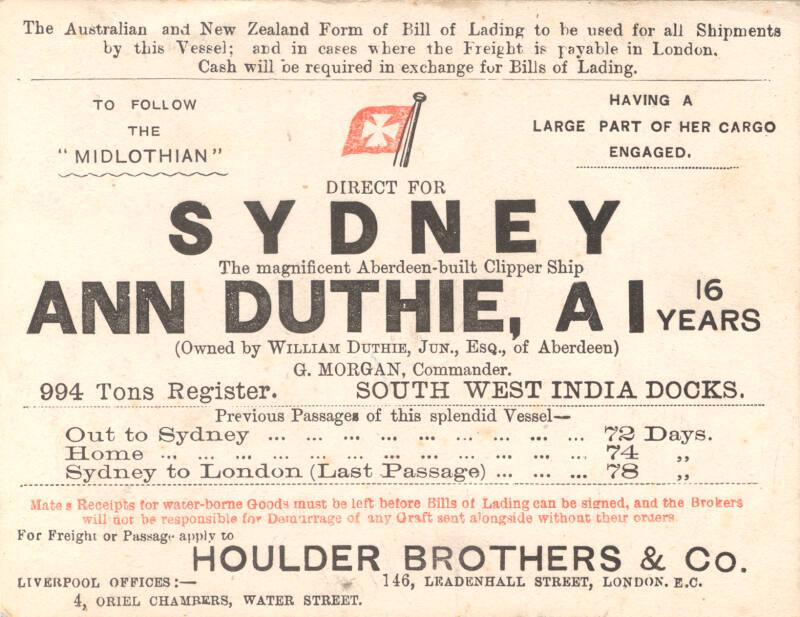 The Australian and New Zealand Form of Bill of Lading to be used for all Shipments
by this Vessel; and in cases where the Freight is payable in London.
Cash will be required in exchange for Bills of Lading.
TO FOLLOW
THE
"MIDLOTHIAN"
HAVING A
LARGE PART OF HER CARGO
ENGAGED.
DIRECT FOR
SYDNEY
The magnificent Aberdeen-built Clipper Ship
ANN DUTHIE, A 1 16 YEARS
(Owned by WILLIAM DUTHIE, JUN., ESQ., of Aberdeen)
G. MORGAN, Commander.
994 Tons Register. SOUTH WEST INDIA DOCKS.
Previous Passages of this splendid Vessel—
Out to Sydney ... ... ... ... ... ... ... ... ... 72 Days.
Home ... ... ... ... ... ... ... ... ... ... ... ... 74 „
Sydney to London (Last Passage) ... ... ... 78 „
Mate s Receipts for water-borne Goods must be left before Bills of Lading can be signed, and the Brokers
will not be responsible for Demurrage of any Craft sent alongside without their orders.
For Freight or Passage apply to
HOULDER BROTHERS & Co.
146, LEADENHALL STREET, LONDON. E.C.
LIVERPOOL OFFICES:—
4, ORIEL CHAMBERS, WATER STREET.